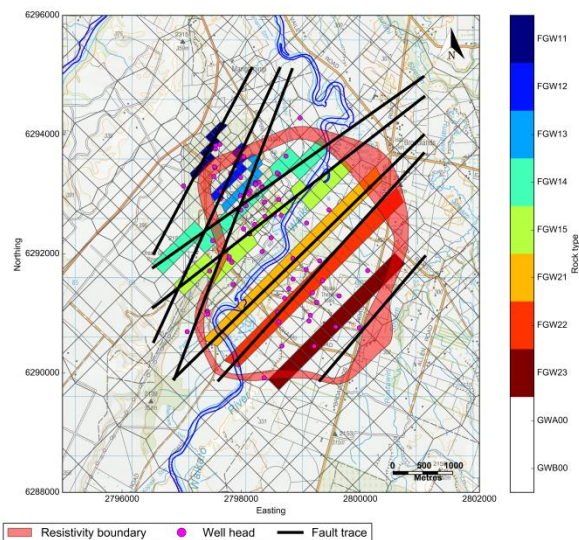 6296000
6294000
6292000
6290000
6288000
Northing
2796000
2798000
2800000
2802000
Easting
N
0 500 1000
Metres
FGW11
FGW12
FGW13
FGW14
FGW15
FGW21
FGW22
FGW23
GWA00
GWB00
Rock type
Resistivity boundary
Well head
Fault trace